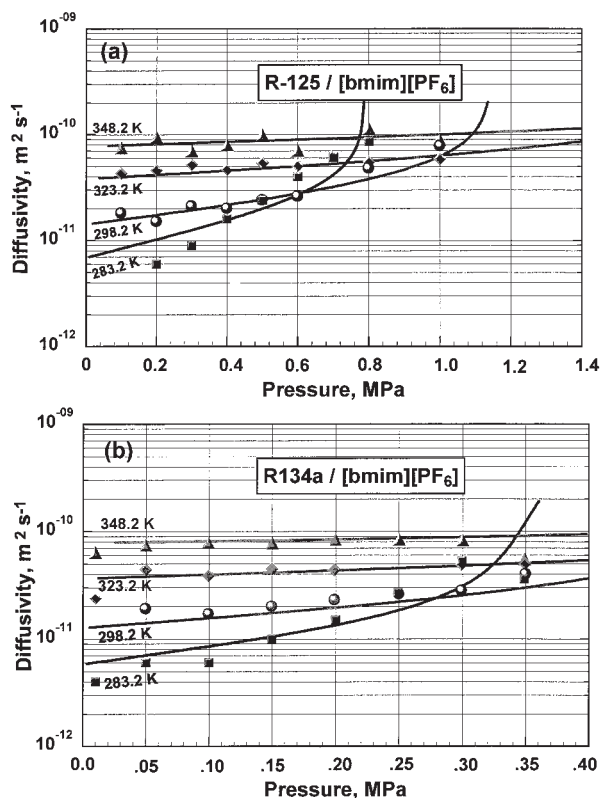 10-09
(a)
R-125 / [bmim][PF6]
348.2 K
10-10
323.2 K
298.2 K
10-11
283.2 K
10-12
Diffusivity, m2 s-1
0 0.2 0.4 0.6 0.8 1.0 1.2 1.4
Pressure, MPa
10-09
(b)
R134a / [bmim][PF6]
348.2 K
10-10
323.2 K
298.2 K
10-11
283.2 K
10-12
Diffusivity, m2 s-1
0 .05 .10 .15 .20 .25 .30 .35 .40
Pressure, MPa